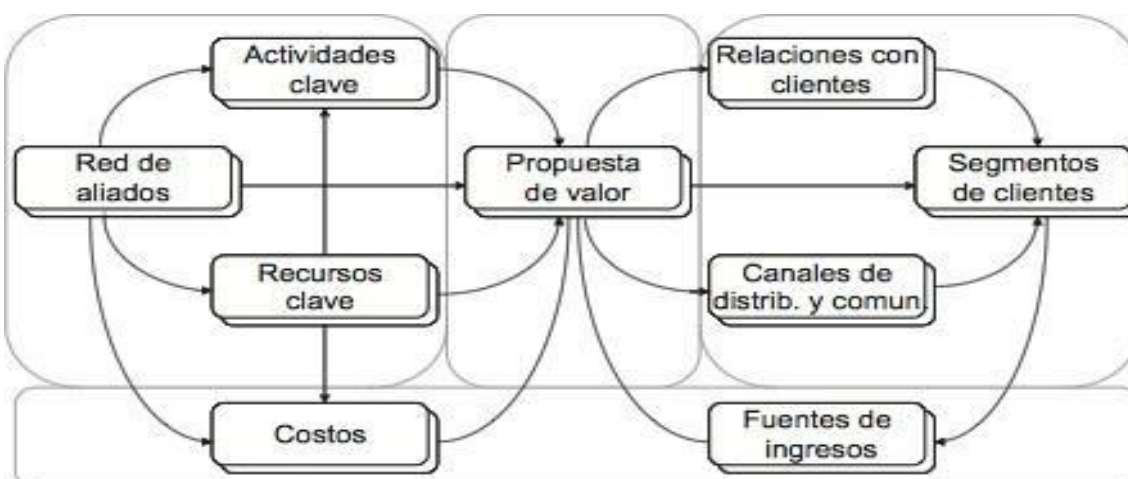 Actividades
clave
Relaciones con
clientes
Red de
aliados
Propuesta
de valor
Segmentos
de clientes
Recursos
clave
Canales de
distrib. y comun.
Costos
Fuentes de
ingresos